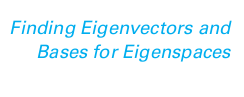 Finding Eigenvectors and
Bases for Eigenspaces